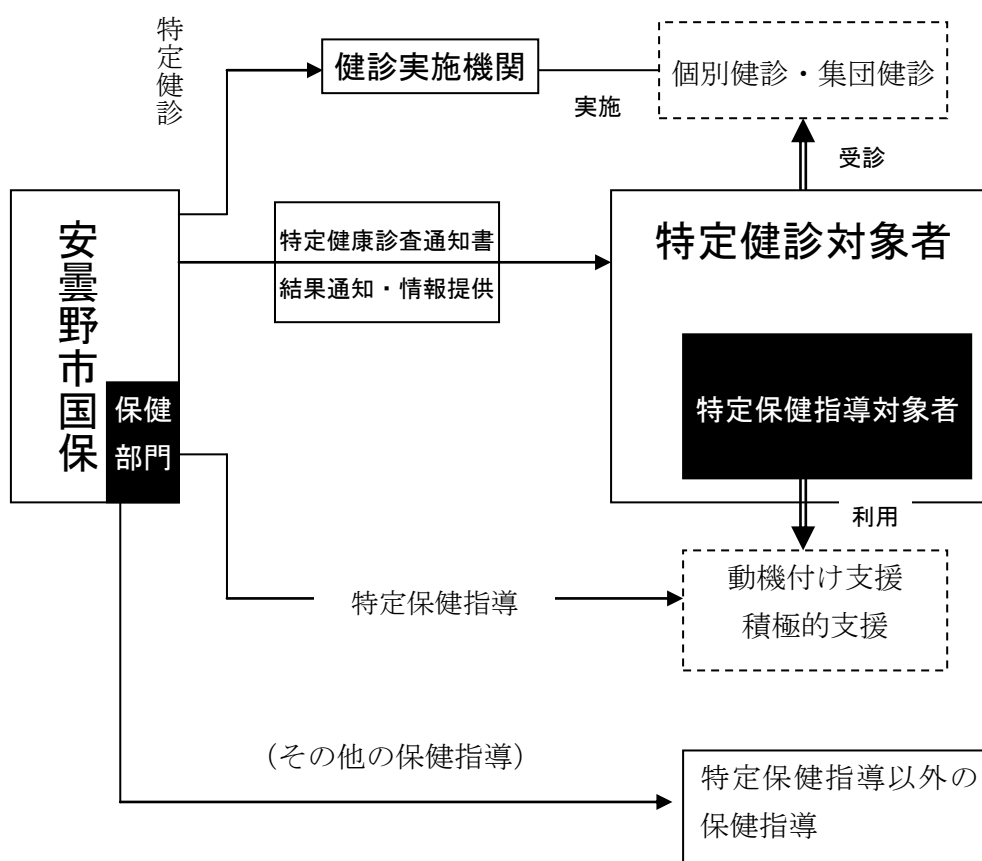 特定健診
健診実施機関
個別健診・集団健診
実施
受診
安曇野市国保
特定健康診査通知書
結果通知・情報提供
特定健診対象者
保健
部門
特定保健指導対象者
利用
動機付け支援
積極的支援
特定保健指導
（その他の保健指導）
特定保健指導以外の
保健指導